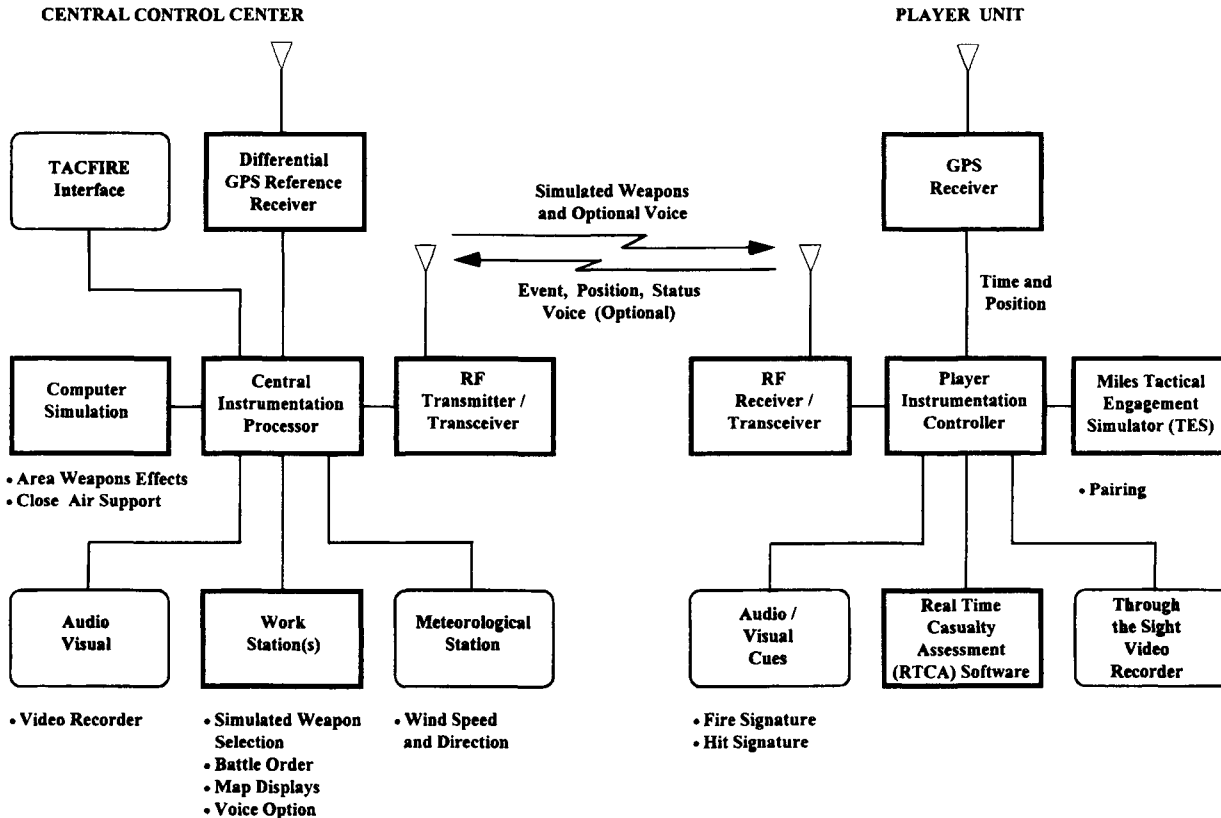 CENTRAL CONTROL CENTER
PLAYER UNIT
TACFIRE
Interface
Differential
GPS Reference
Receiver
GPS
Receiver
Simulated Weapons
and Optional Voice
Event, Position, Status
Voice (Optional)
Time and
Position
Computer
Simulation
Central
Instrumentation
Processor
RF
Transmitter /
Transceiver
RF
Receiver /
Transceiver
Player
Instrumentation
Controller
Miles Tactical
Engagement
Simulator (TES)
• Area Weapons Effects
• Close Air Support
• Pairing
Audio
Visual
Work
Station(s)
Meteorological
Station
Audio /
Visual
Cues
Real Time
Casualty
Assessment
(RTCA) Software
Through
the Sight
Video
Recorder
• Video Recorder
• Simulated Weapon
Selection
• Battle Order
• Map Displays
• Voice Option
• Wind Speed
and Direction
• Fire Signature
• Hit Signature